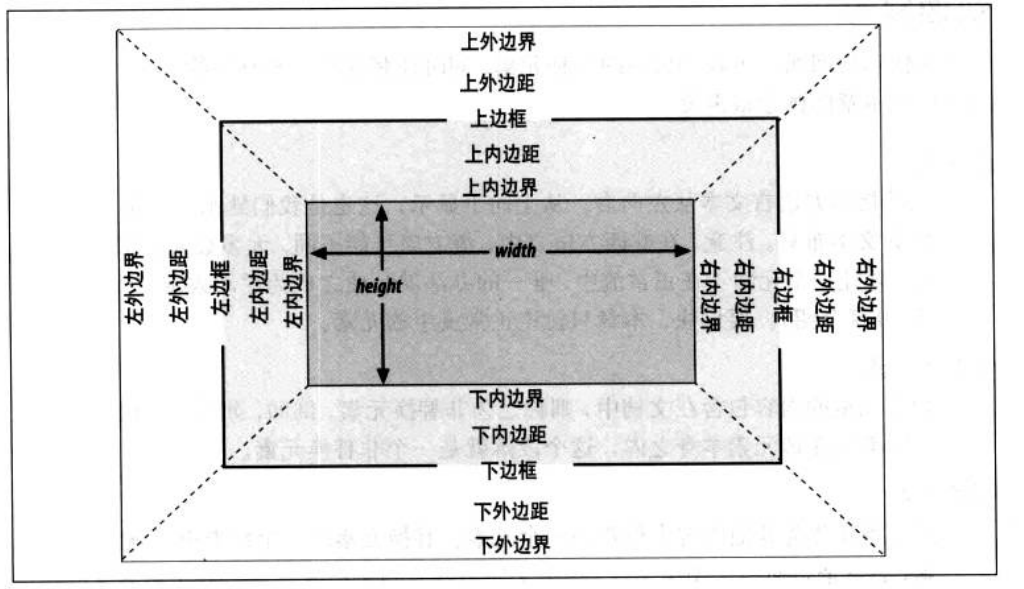 上外边界
上外边距
上边框
上内边距
上内边界
width
height
左外边界
左外边距
左边框
左内边距
左内边界
右内边界
右内边距
右边框
右外边距
右外边界
下内边界
下内边距
下边框
下外边距
下外边界